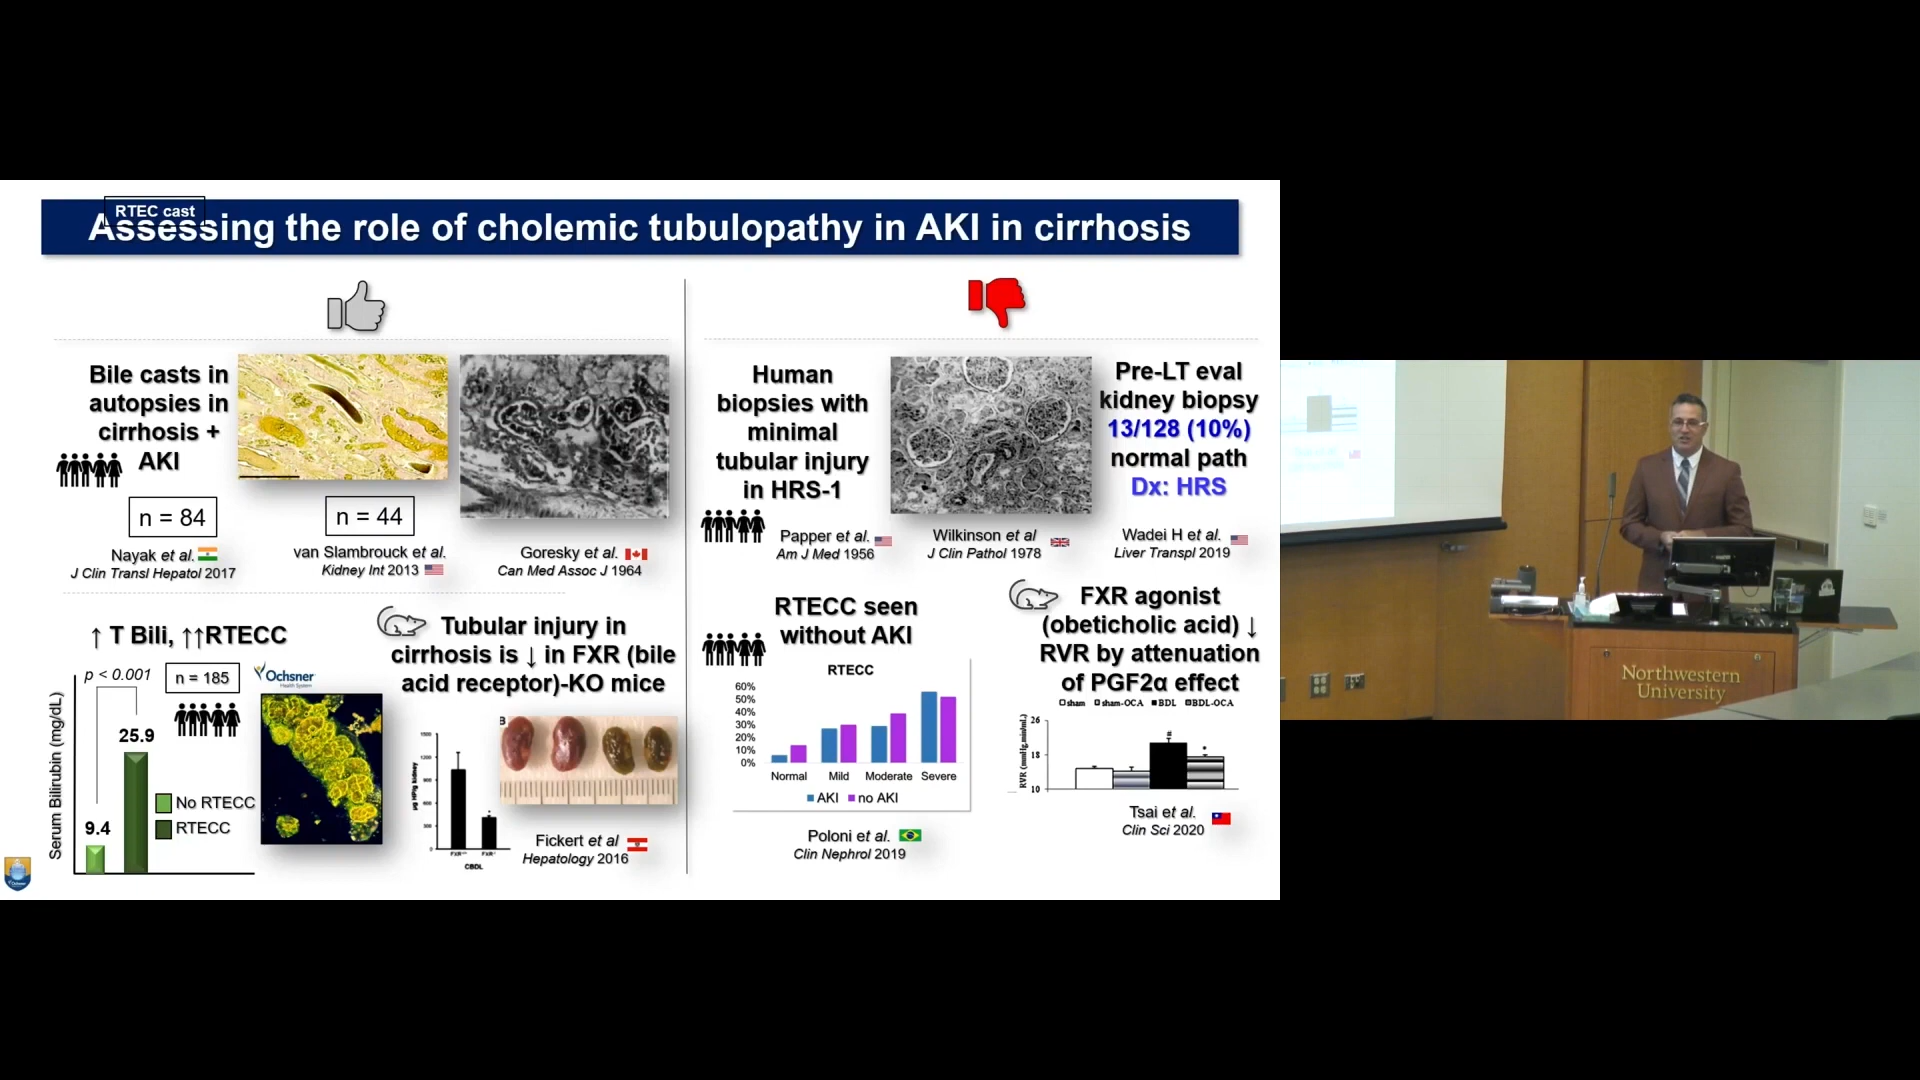 RTEC cast
Assessing the role of cholemic tubulopathy in AKI in cirrhosis
Bile casts in
autopsies in
cirrhosis +
AKI
n = 84
Nayak et al.
J Clin Transl Hepatol 2017
n = 44
van Slambrouck et al.
Kidney Int 2013
Goresky et al.
Can Med Assoc J 1964
↑ T Bili, ↑↑RTECC
p < 0.001
n = 185
Ochsner
Health System
Serum Bilirubin (mg/dL)
9.4
25.9
No RTECC
RTECC
Tubular injury in
cirrhosis is ↓ in FXR (bile
acid receptor)-KO mice
B
1500
1200
900
600
300
0
CBDL
Fickert et al
Hepatology 2016
Human
biopsies with
minimal
tubular injury
in HRS-1
Papper et al.
Am J Med 1956
Wilkinson et al
J Clin Pathol 1978
Pre-LT eval
kidney biopsy
13/128 (10%)
normal path
Dx: HRS
Wadei H et al.
Liver Transpl 2019
RTECC seen
without AKI
RTECC
60%
50%
40%
30%
20%
10%
0%
Normal Mild Moderate Severe
AKI no AKI
Poloni et al.
Clin Nephrol 2019
FXR agonist
(obeticholic acid) ↓
RVR by attenuation
of PGF2α effect
sham sham-OCA BDL BDL-OCA
RVR (mmHg.min/mL)
26
18
10
#
*
Tsai et al.
Clin Sci 2020
Northwestern
University